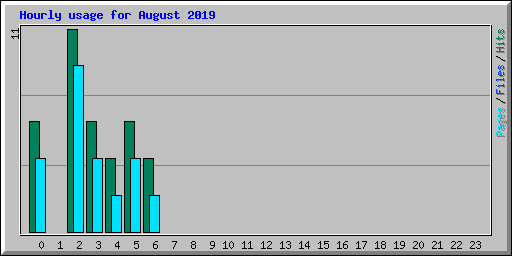 Hourly usage for August 2019
11
Pages/Files/Hits
0 1 2 3 4 5 6 7 8 9 10 11 12 13 14 15 16 17 18 19 20 21 22 23